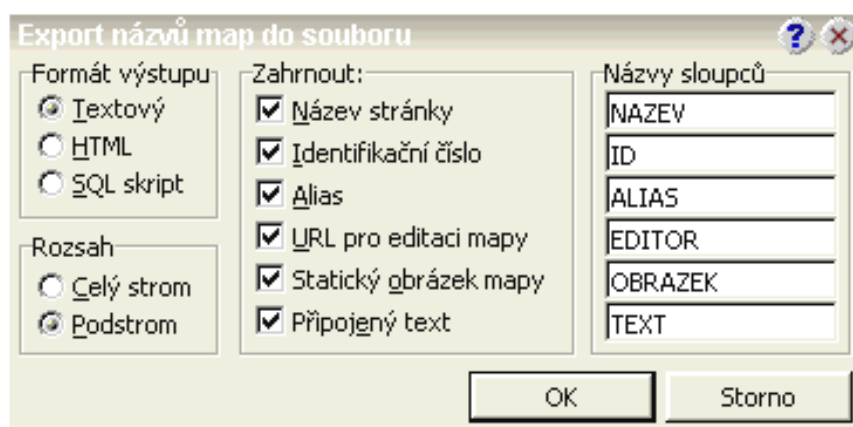 Export názvů map do souboru
Formát výstupu
Textový
HTML
SQL skript
Rozsah
Celý strom
Podstrom
Zahrnout:
Název stránky
Identifikační číslo
Alias
URL pro editaci mapy
Statický obrázek mapy
Připojený text
Názvy sloupců
NAZEV
ID
ALIAS
EDITOR
OBRAZEK
TEXT
OK
Storno